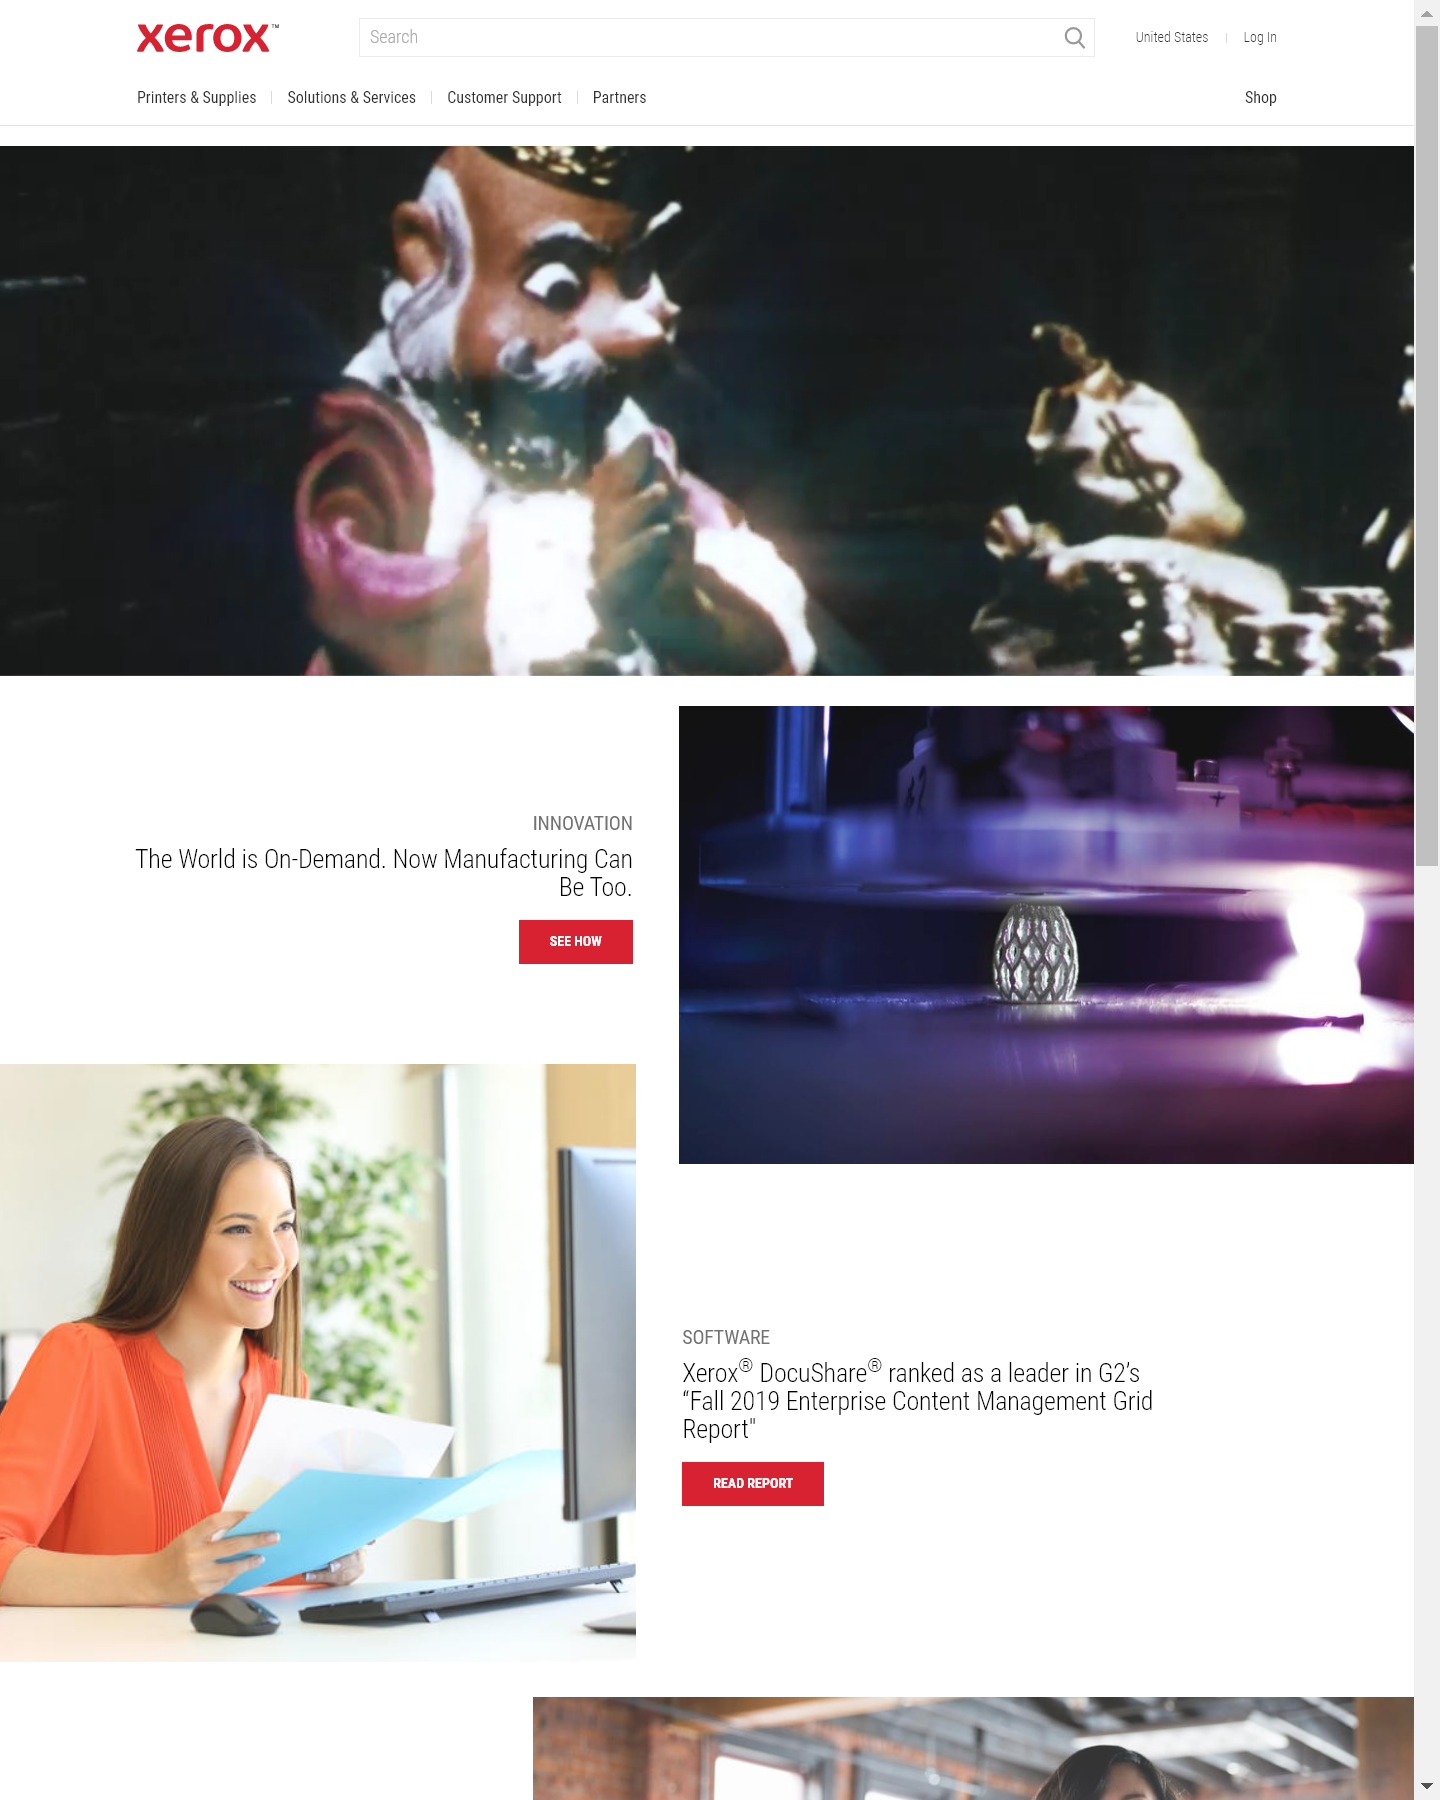 xerox™
Search
United States
Log In
Printers & Supplies
Solutions & Services
Customer Support
Partners
Shop
$
INNOVATION
The World is On-Demand. Now Manufacturing Can
Be Too.
SEE HOW
SOFTWARE
Xerox® DocuShare® ranked as a leader in G2’s
“Fall 2019 Enterprise Content Management Grid
Report"
READ REPORT